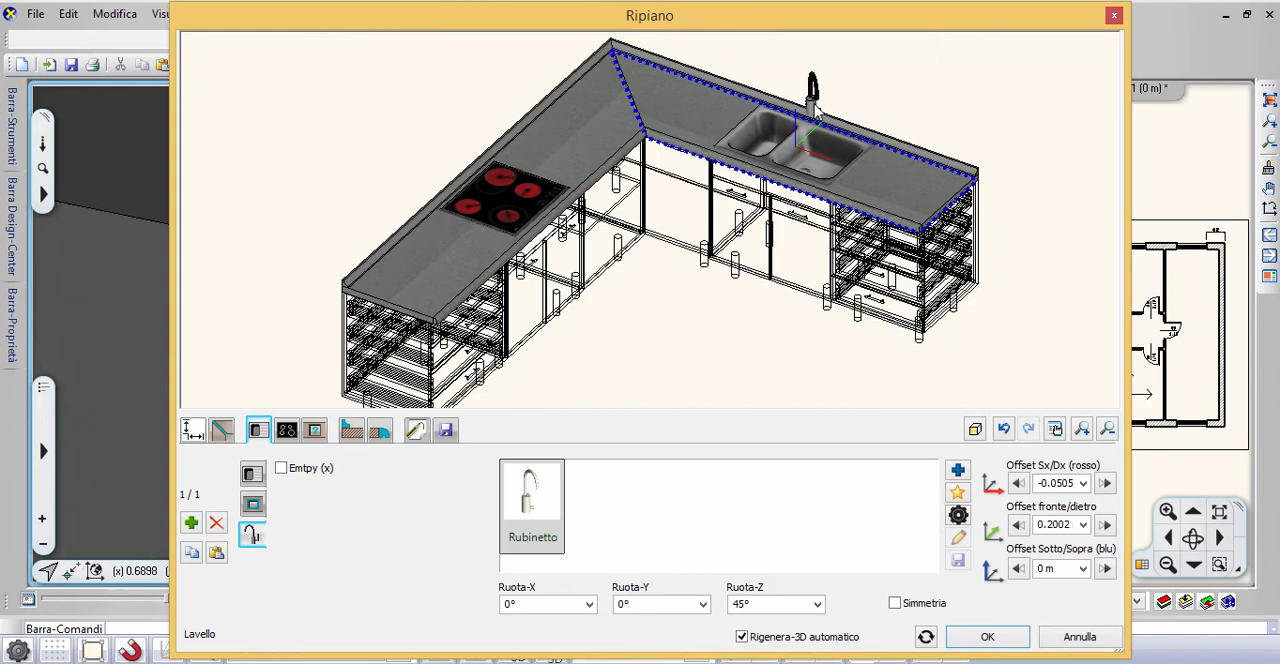 File Edit Modifica Visu
Ripiano
1 (0 m) *
Barra-Strumenti
Barra Design-Center
Barra-Proprietà
(x) 0.6898
Barra-Comandi
1 / 1
Emtpy (x)
Rubinetto
Offset Sx/Dx (rosso)
-0.0505
Offset fronte/dietro
0.2002
Offset Sotto/Sopra (blu)
0 m
Ruota-X Ruota-Y Ruota-Z
0° 0° 45°
Simmetria
Lavello
Rigenera-3D automatico
OK
Annulla